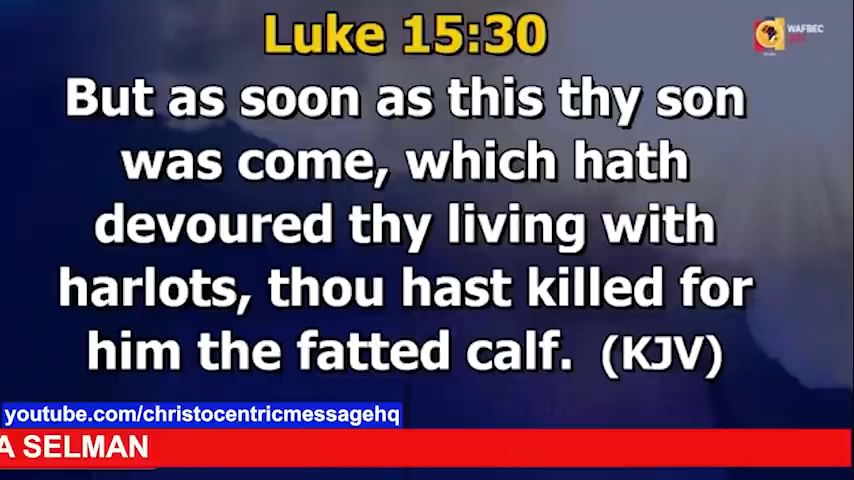 Luke 15:30
WAFBEC
But as soon as this thy son
was come, which hath
devoured thy living with
harlots, thou hast killed for
him the fatted calf. (KJV)
youtube.com/christocentricmessagehq
A SELMAN